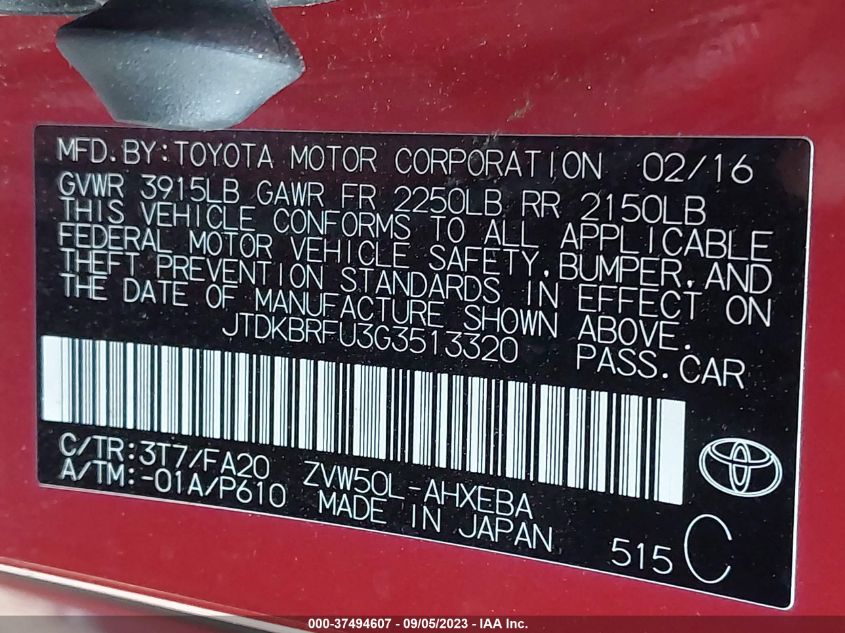 MFD.BY:TOYOTA MOTOR CORPORATION 02/16
GVWR 3915LB GAWR FR 2250LB RR 2150LB
THIS VEHICLE CONFORMS TO ALL APPLICABLE
FEDERAL MOTOR VEHICLE SAFETY,BUMPER,AND
THEFT PREVENTION STANDARDS IN EFFECT ON
THE DATE OF MANUFACTURE SHOWN ABOVE.
JTDKBRFU3G3513320 PASS.CAR
C/TR:3T7/FA20 ZVW50L-AHXEBA
A/TM:-01A/P610 MADE IN JAPAN
515 C
000-37494607 - 09/05/2023 - IAA Inc.